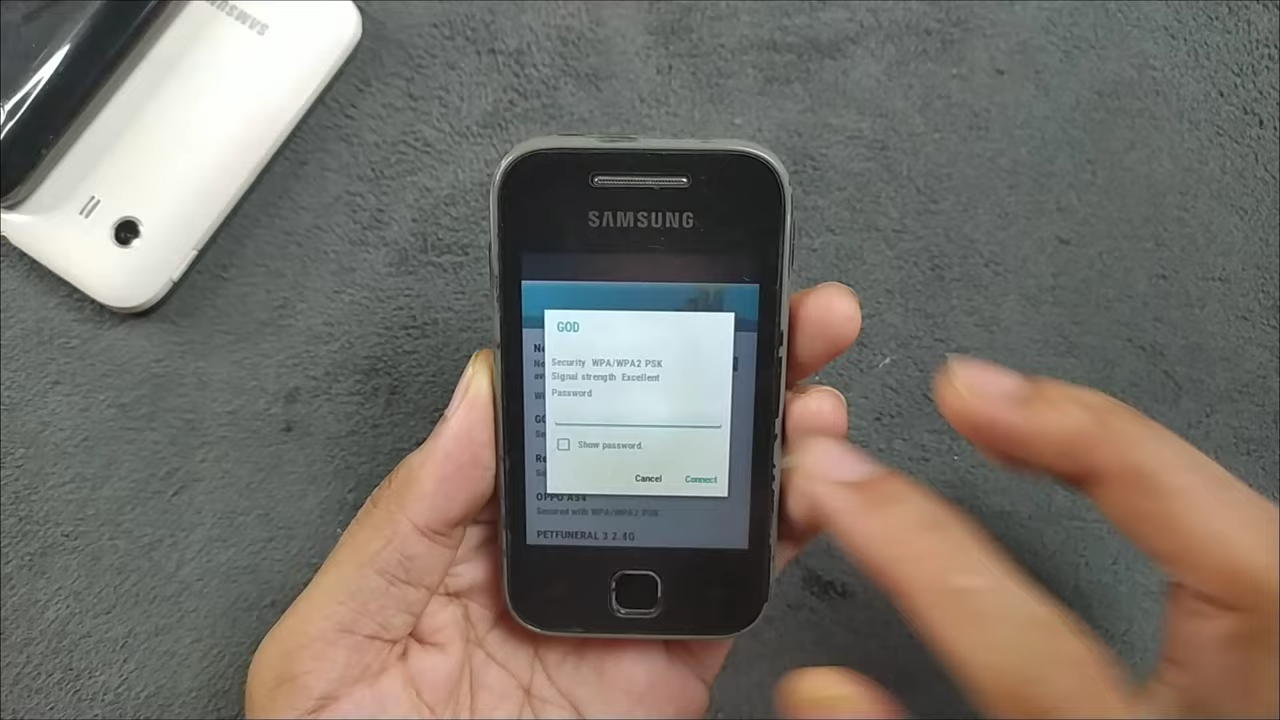 SAMSUNG
SAMSUNG
GOD
Security WPA/WPA2 PSK
Signal strength Excellent
Password
Show password.
Cancel Connect
OPPO A54
Secured with WPA/WPA2 PSK
PETFUNERAL 3 2.4G